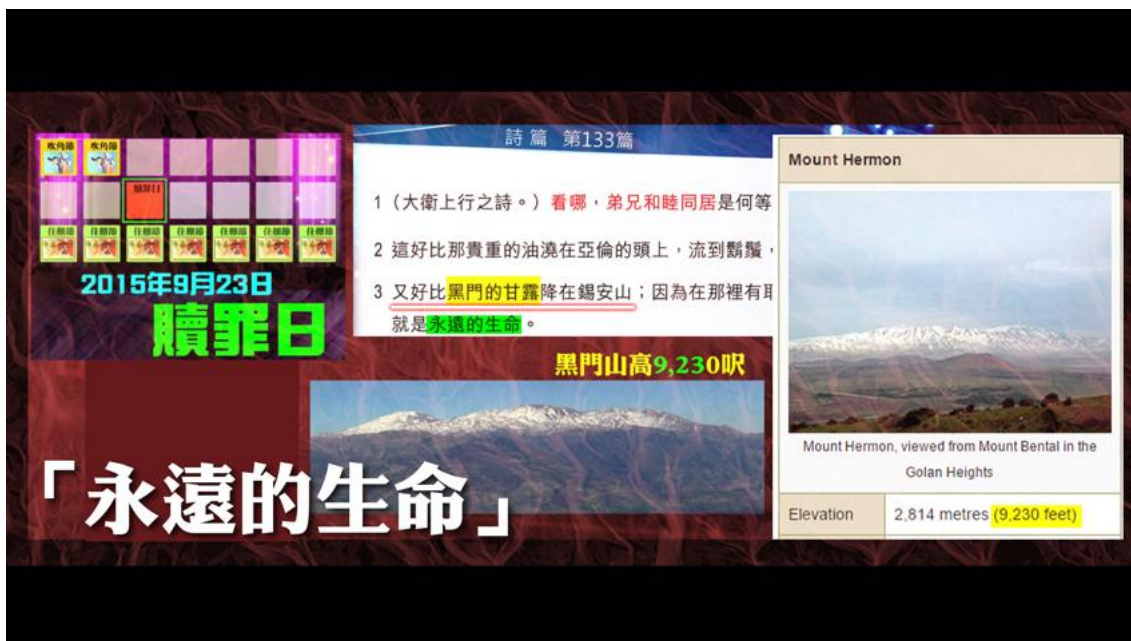 吹角節 吹角節
贖罪日
住棚節 住棚節 住棚節 住棚節 住棚節 住棚節 住棚節
2015年9月23日
贖罪日
詩篇 第133篇
1（大衛上行之詩。）看哪，弟兄和睦同居是何等
2 這好比那貴重的油澆在亞倫的頭上，流到鬍鬚，
3 又好比黑門的甘露降在錫安山；因為在那裡有耶
就是永遠的生命。
黑門山高9,230呎
「永遠的生命」
Mount Hermon
Mount Hermon, viewed from Mount Bental in the
Golan Heights
Elevation 2,814 metres (9,230 feet)